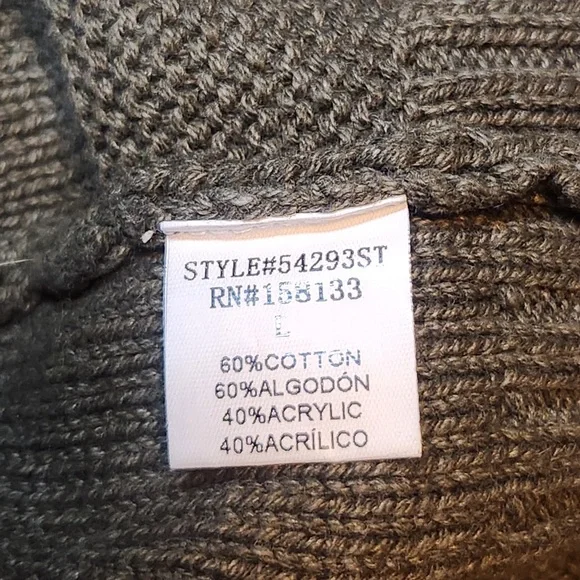 STYLE#54293ST
RN#158133
L
60%COTTON
60%ALGODÓN
40%ACRYLIC
40%ACRÍLICO